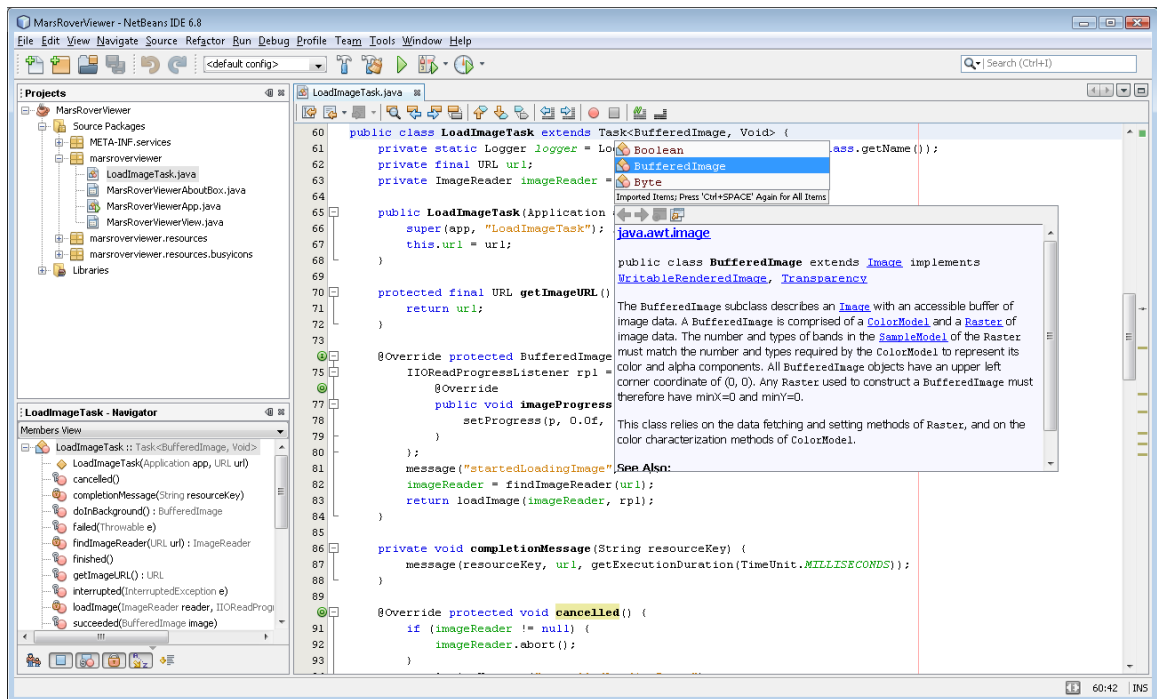 MarsRoverViewer - NetBeans IDE 6.8
File Edit View Navigate Source Refactor Run Debug Profile Team Tools Window Help
<default config>
Search (Ctrl+I)
Projects
MarsRoverViewer
Source Packages
META-INF.services
marsroverviewer
LoadImageTask.java
MarsRoverViewerAboutBox.java
MarsRoverViewerApp.java
MarsRoverViewerView.java
marsroverviewer.resources
marsroverviewer.resources.busyicons
Libraries
LoadImageTask - Navigator
Members View
LoadImageTask :: Task<BufferedImage, Void>
LoadImageTask(Application app, URL url)
cancelled()
completionMessage(String resourceKey)
doInBackground() : BufferedImage
failed(Throwable e)
findImageReader(URL url) : ImageReader
finished()
getImageURL() : URL
interrupted(InterruptedException e)
loadImage(ImageReader reader, IIOReadProgr
succeeded(BufferedImage image)
LoadImageTask.java
60 public class LoadImageTask extends Task<BufferedImage, Void> {
61 private static Logger logger = Lo lass.getName());
62 private final URL url;
63 private ImageReader imageReader =
64
65 public LoadImageTask(Application
66 super(app, "LoadImageTask");
67 this.url = url;
68 }
69
70 protected final URL getImageURL()
71 return url;
72 }
73
@Override protected BufferedImage
75 IIOReadProgressListener rpl =
@Override
77 public void imageProgress
78 setProgress(p, 0.0f,
79 }
80 };
81 message("startedLoadingImage"
82 imageReader = findImageReader(url);
83 return loadImage(imageReader, rpl);
84 }
85
86 private void completionMessage(String resourceKey) {
87 message(resourceKey, url, getExecutionDuration(TimeUnit.MILLISECONDS));
88 }
89
@Override protected void cancelled() {
91 if (imageReader != null) {
92 imageReader.abort();
93 }
Boolean
BufferedImage
Byte
Imported Items; Press 'Ctrl+SPACE' Again for All Items
java.awt.image
public class BufferedImage extends Image implements
WritableRenderedImage, Transparency
The BufferedImage subclass describes an Image with an accessible buffer of
image data. A BufferedImage is comprised of a ColorModel and a Raster of
image data. The number and types of bands in the SampleModel of the Raster
must match the number and types required by the ColorModel to represent its
color and alpha components. All BufferedImage objects have an upper left
corner coordinate of (0, 0). Any Raster used to construct a BufferedImage must
therefore have minX=0 and minY=0.
This class relies on the data fetching and setting methods of Raster, and on the
color characterization methods of ColorModel.
See Also:
60:42 INS